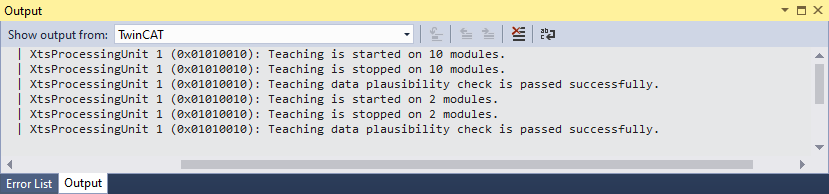 Output
Show output from: TwinCAT
| XtsProcessingUnit 1 (0x01010010): Teaching is started on 10 modules.
| XtsProcessingUnit 1 (0x01010010): Teaching is stopped on 10 modules.
| XtsProcessingUnit 1 (0x01010010): Teaching data plausibility check is passed successfully.
| XtsProcessingUnit 1 (0x01010010): Teaching is started on 2 modules.
| XtsProcessingUnit 1 (0x01010010): Teaching is stopped on 2 modules.
| XtsProcessingUnit 1 (0x01010010): Teaching data plausibility check is passed successfully.
Error List Output